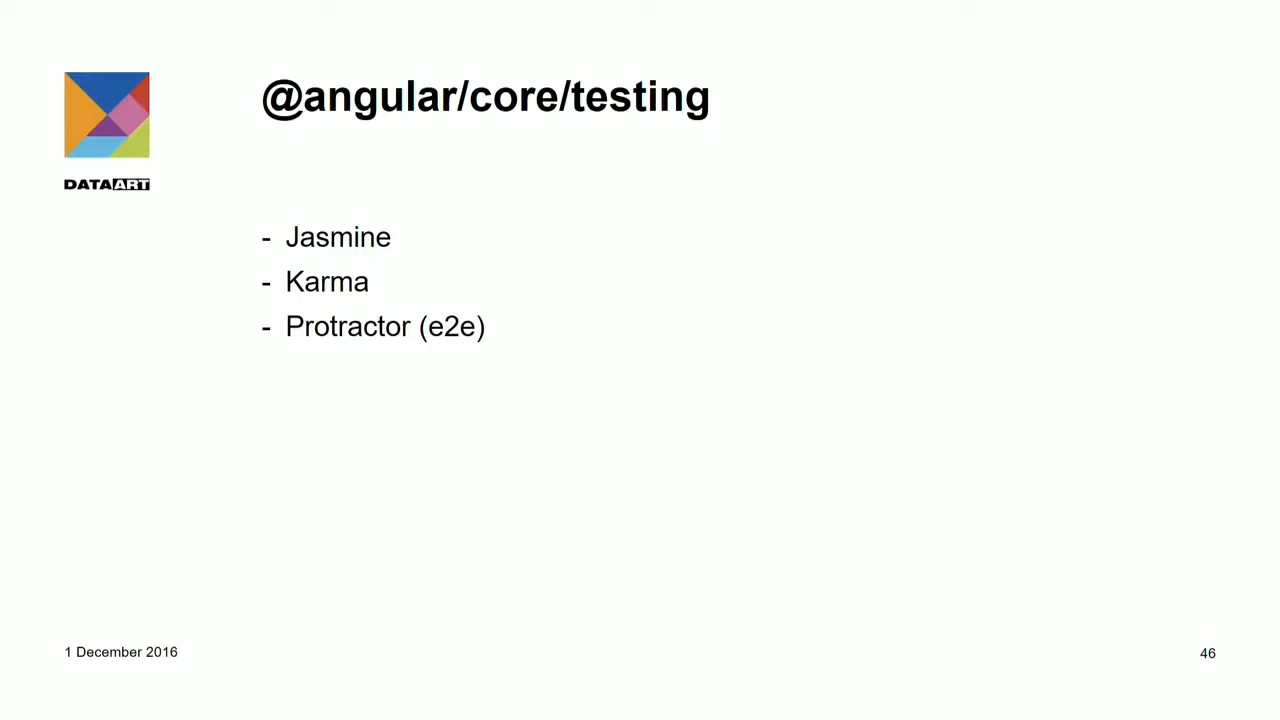 @angular/core/testing
DATAART
- Jasmine
- Karma
- Protractor (e2e)
1 December 2016
46